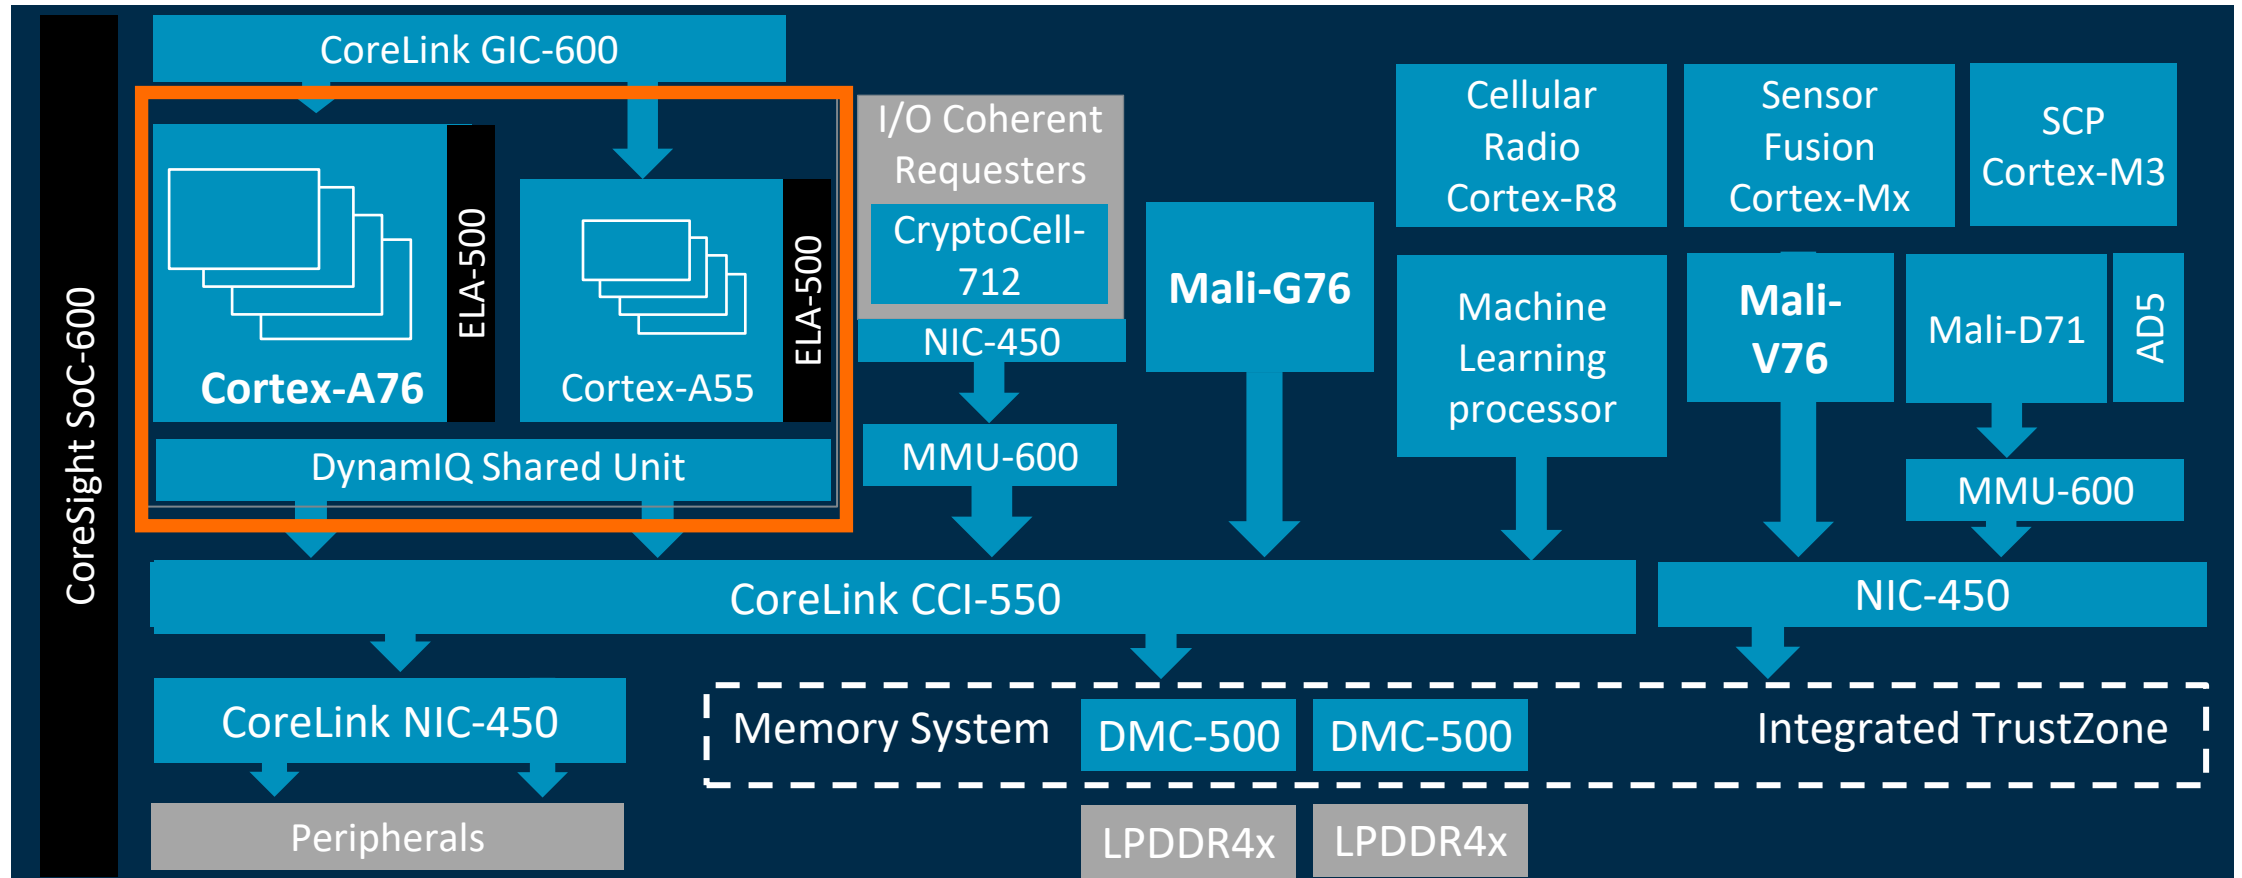 CoreSight SoC-600
CoreLink GIC-600
Cortex-A76
ELA-500
Cortex-A55
ELA-500
DynamIQ Shared Unit
I/O Coherent
Requesters
CryptoCell-
712
NIC-450
MMU-600
Mali-G76
Cellular
Radio
Cortex-R8
Sensor
Fusion
Cortex-Mx
SCP
Cortex-M3
Machine
Learning
processor
Mali-
V76
Mali-D71
AD5
MMU-600
CoreLink CCI-550
NIC-450
CoreLink NIC-450
Peripherals
Memory System
DMC-500
DMC-500
Integrated TrustZone
LPDDR4x
LPDDR4x